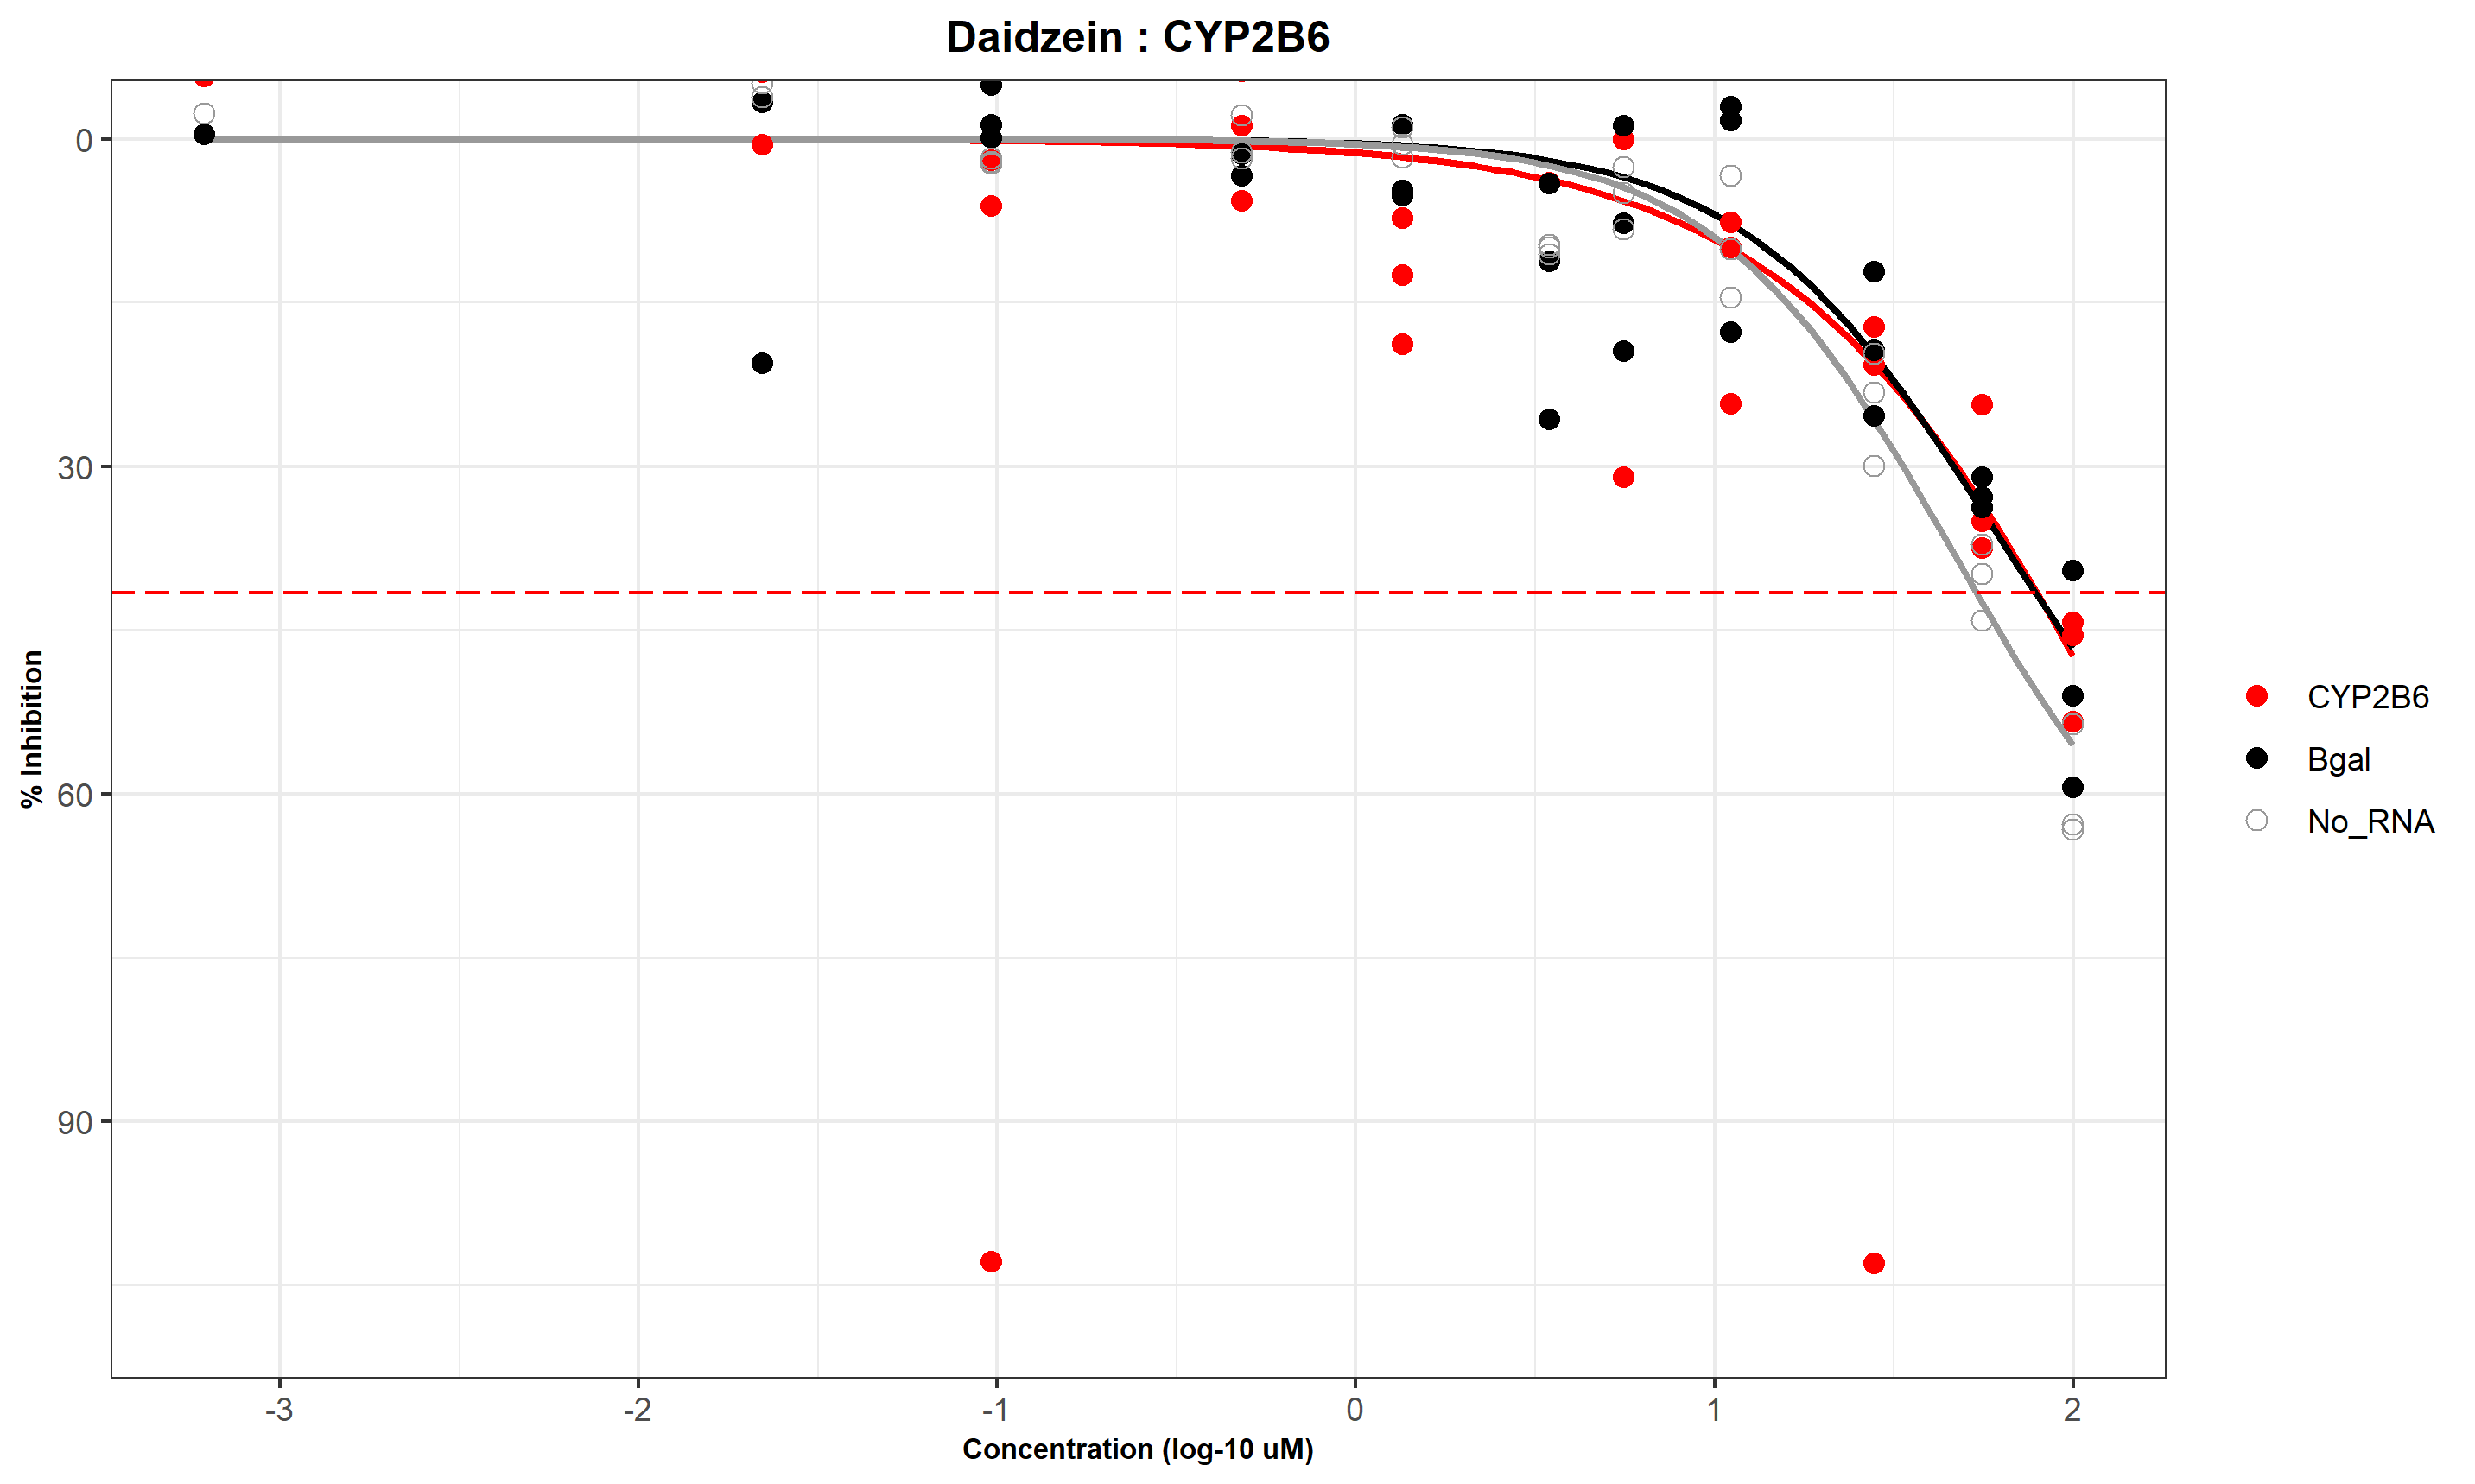 Daidzein : CYP2B6
% Inhibition
0
30
60
90
-3
-2
-1
0
1
2
Concentration (log-10 uM)
CYP2B6
Bgal
No_RNA